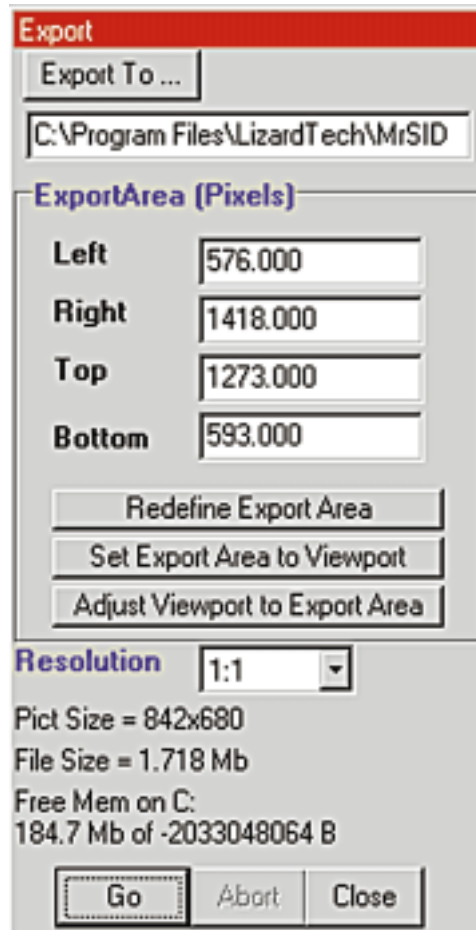 Export
Export To ...
C:\Program Files\LizardTech\MrSID
ExportArea (Pixels)
Left 576.000
Right 1418.000
Top 1273.000
Bottom 593.000
Redefine Export Area
Set Export Area to Viewport
Adjust Viewport to Export Area
Resolution 1:1
Pict Size = 842x680
File Size = 1.718 Mb
Free Mem on C:
184.7 Mb of -2033048064 B
Go Abort Close